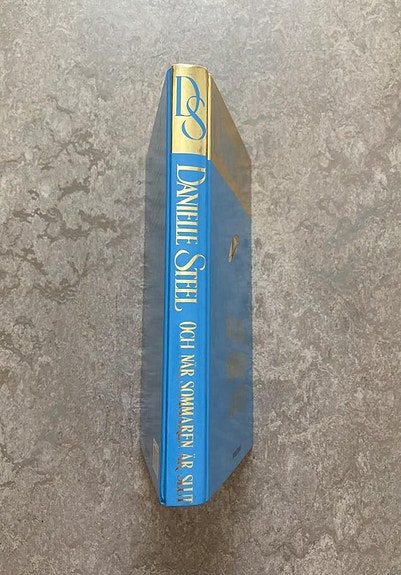 DS
DANIELLE STEEL
OCH NÄR SOMMAREN ÄR SLUT